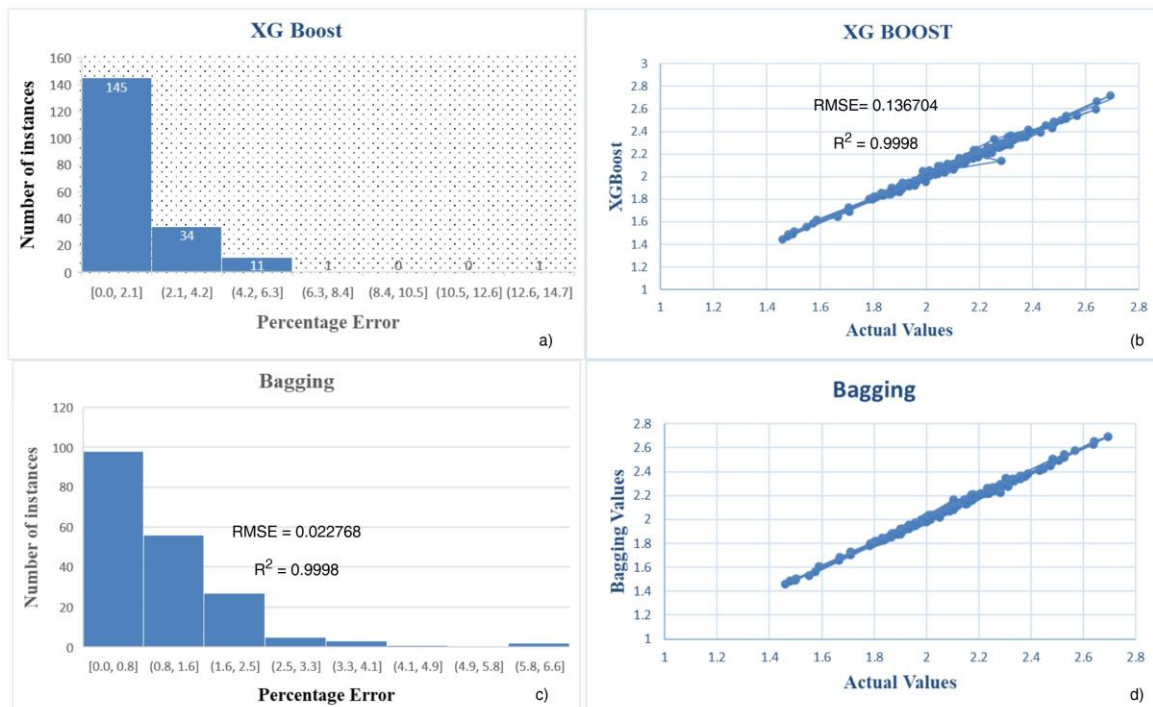 XG Boost
160
140
120
100
80
60
40
20
0
145
34
11
1
0
0
1
[0.0, 2.1] (2.1, 4.2] (4.2, 6.3] (6.3, 8.4] (8.4, 10.5] (10.5, 12.6] (12.6, 14.7]
Number of instances
Percentage Error
a)
XG BOOST
3
2.8
2.6
2.4
2.2
2
1.8
1.6
1.4
1.2
1
RMSE= 0.136704
R² = 0.9998
XGBoost
1 1.2 1.4 1.6 1.8 2 2.2 2.4 2.6 2.8
Actual Values
(b
Bagging
120
100
80
60
40
20
0
Number of instances
RMSE = 0.022768
R² = 0.9998
[0.0, 0.8] (0.8, 1.6] (1.6, 2.5] (2.5, 3.3] (3.3, 4.1] (4.1, 4.9] (4.9, 5.8] (5.8, 6.6]
Percentage Error
c)
Bagging
2.8
2.6
2.4
2.2
2
1.8
1.6
1.4
1.2
1
Bagging Values
1 1.2 1.4 1.6 1.8 2 2.2 2.4 2.6 2.8
Actual Values
d)